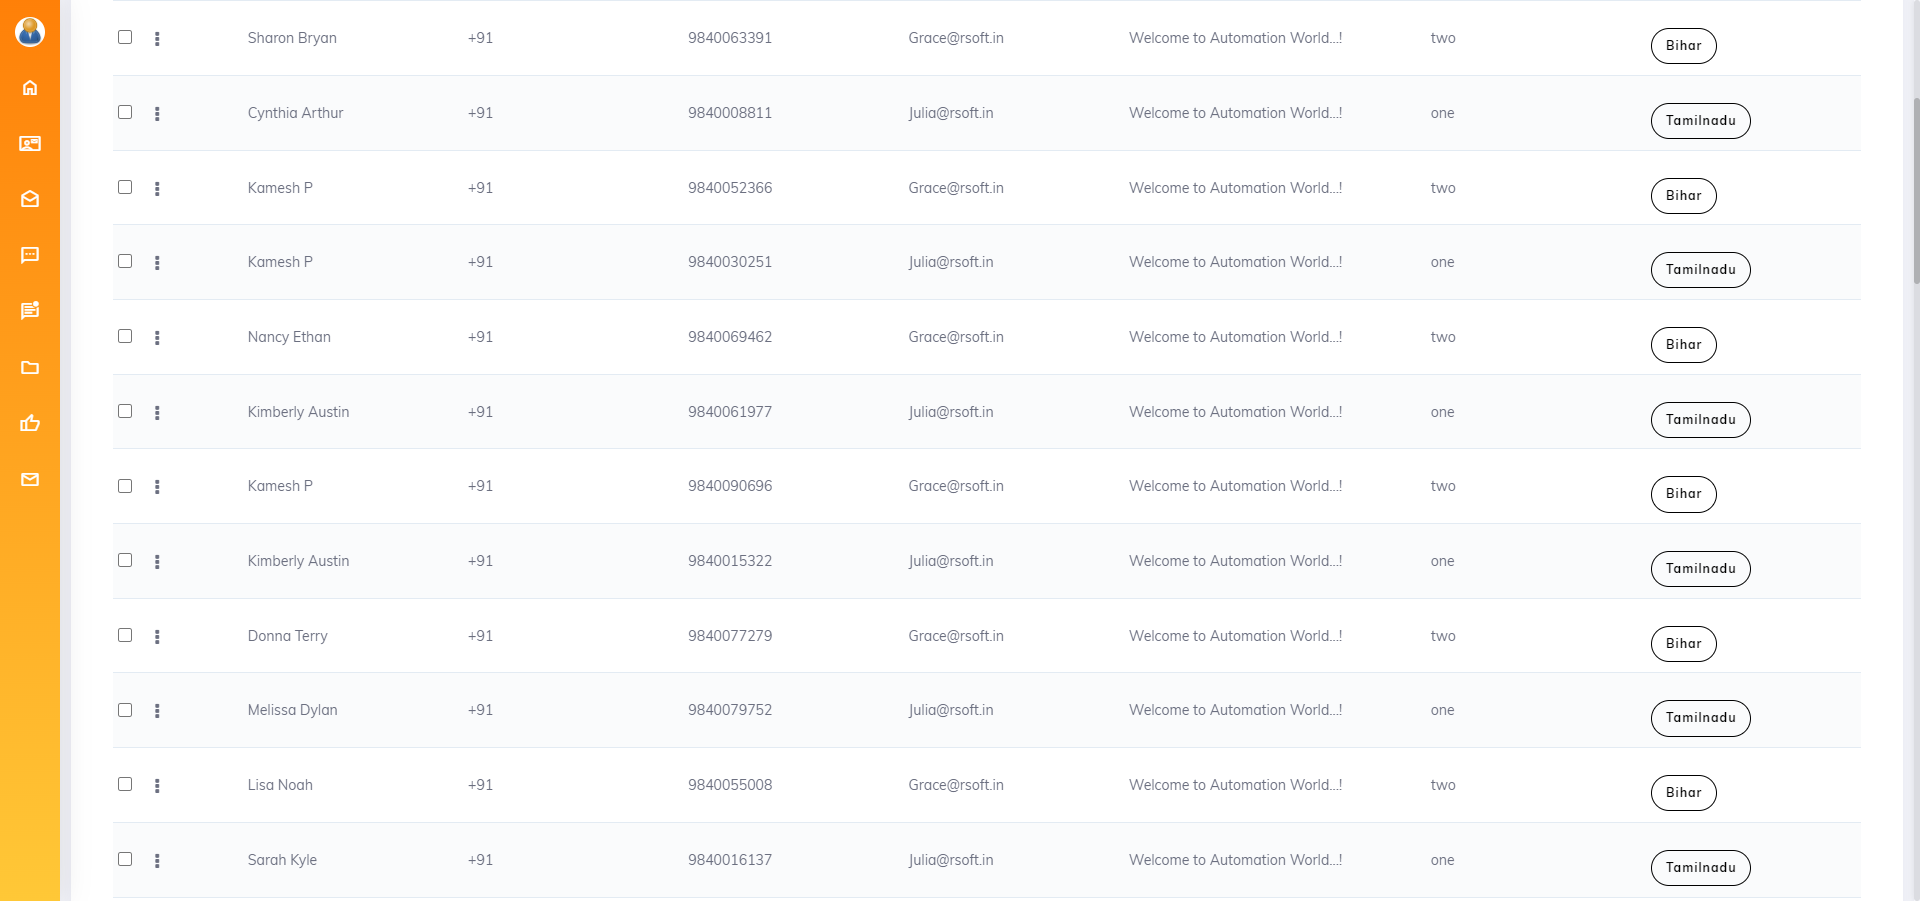 Sharon Bryan +91 9840063391 Grace@rsoft.in Welcome to Automation World...! two Bihar
Cynthia Arthur +91 9840008811 Julia@rsoft.in Welcome to Automation World...! one Tamilnadu
Kamesh P +91 9840052366 Grace@rsoft.in Welcome to Automation World...! two Bihar
Kamesh P +91 9840030251 Julia@rsoft.in Welcome to Automation World...! one Tamilnadu
Nancy Ethan +91 9840069462 Grace@rsoft.in Welcome to Automation World...! two Bihar
Kimberly Austin +91 9840061977 Julia@rsoft.in Welcome to Automation World...! one Tamilnadu
Kamesh P +91 9840090696 Grace@rsoft.in Welcome to Automation World...! two Bihar
Kimberly Austin +91 9840015322 Julia@rsoft.in Welcome to Automation World...! one Tamilnadu
Donna Terry +91 9840077279 Grace@rsoft.in Welcome to Automation World...! two Bihar
Melissa Dylan +91 9840079752 Julia@rsoft.in Welcome to Automation World...! one Tamilnadu
Lisa Noah +91 9840055008 Grace@rsoft.in Welcome to Automation World...! two Bihar
Sarah Kyle +91 9840016137 Julia@rsoft.in Welcome to Automation World...! one Tamilnadu